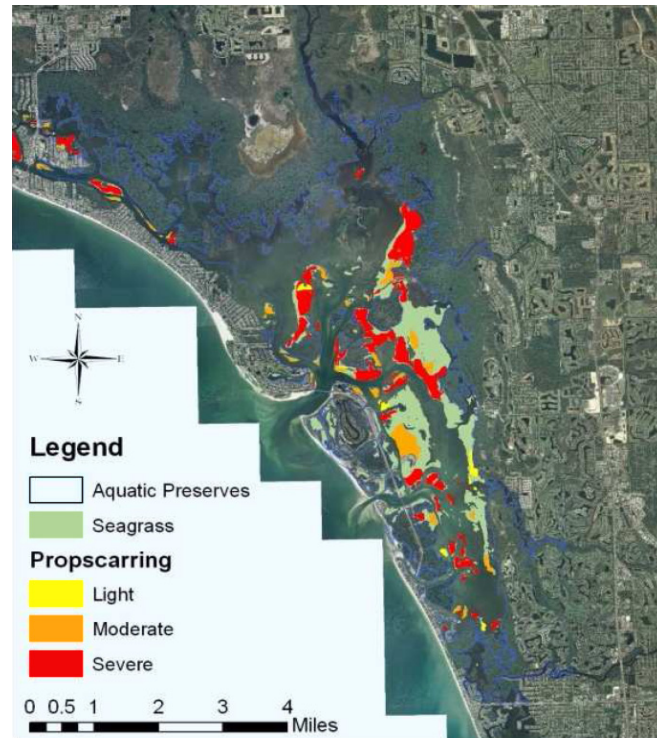 N
W E
S
Legend
Aquatic Preserves
Seagrass
Propscarring
Light
Moderate
Severe
0 0.5 1 2 3 4
Miles